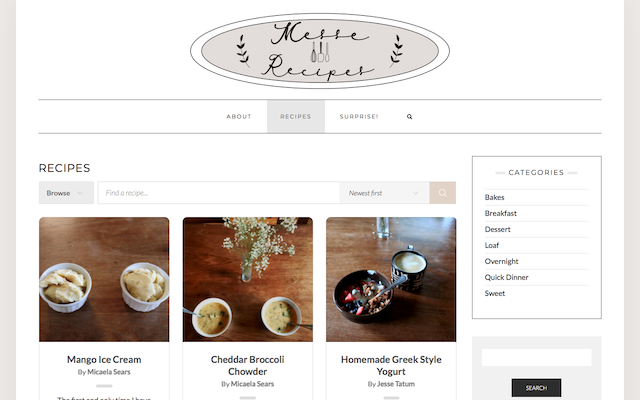 Messe
Recipes
ABOUT
RECIPES
SURPRISE!
RECIPES
Browse
Find a recipe...
Newest first
Mango Ice Cream
By Micaela Sears
The first and only time I have
Cheddar Broccoli
Chowder
By Micaela Sears
Homemade Greek Style
Yogurt
By Jesse Tatum
CATEGORIES
Bakes
Breakfast
Dessert
Loaf
Overnight
Quick Dinner
Sweet
SEARCH